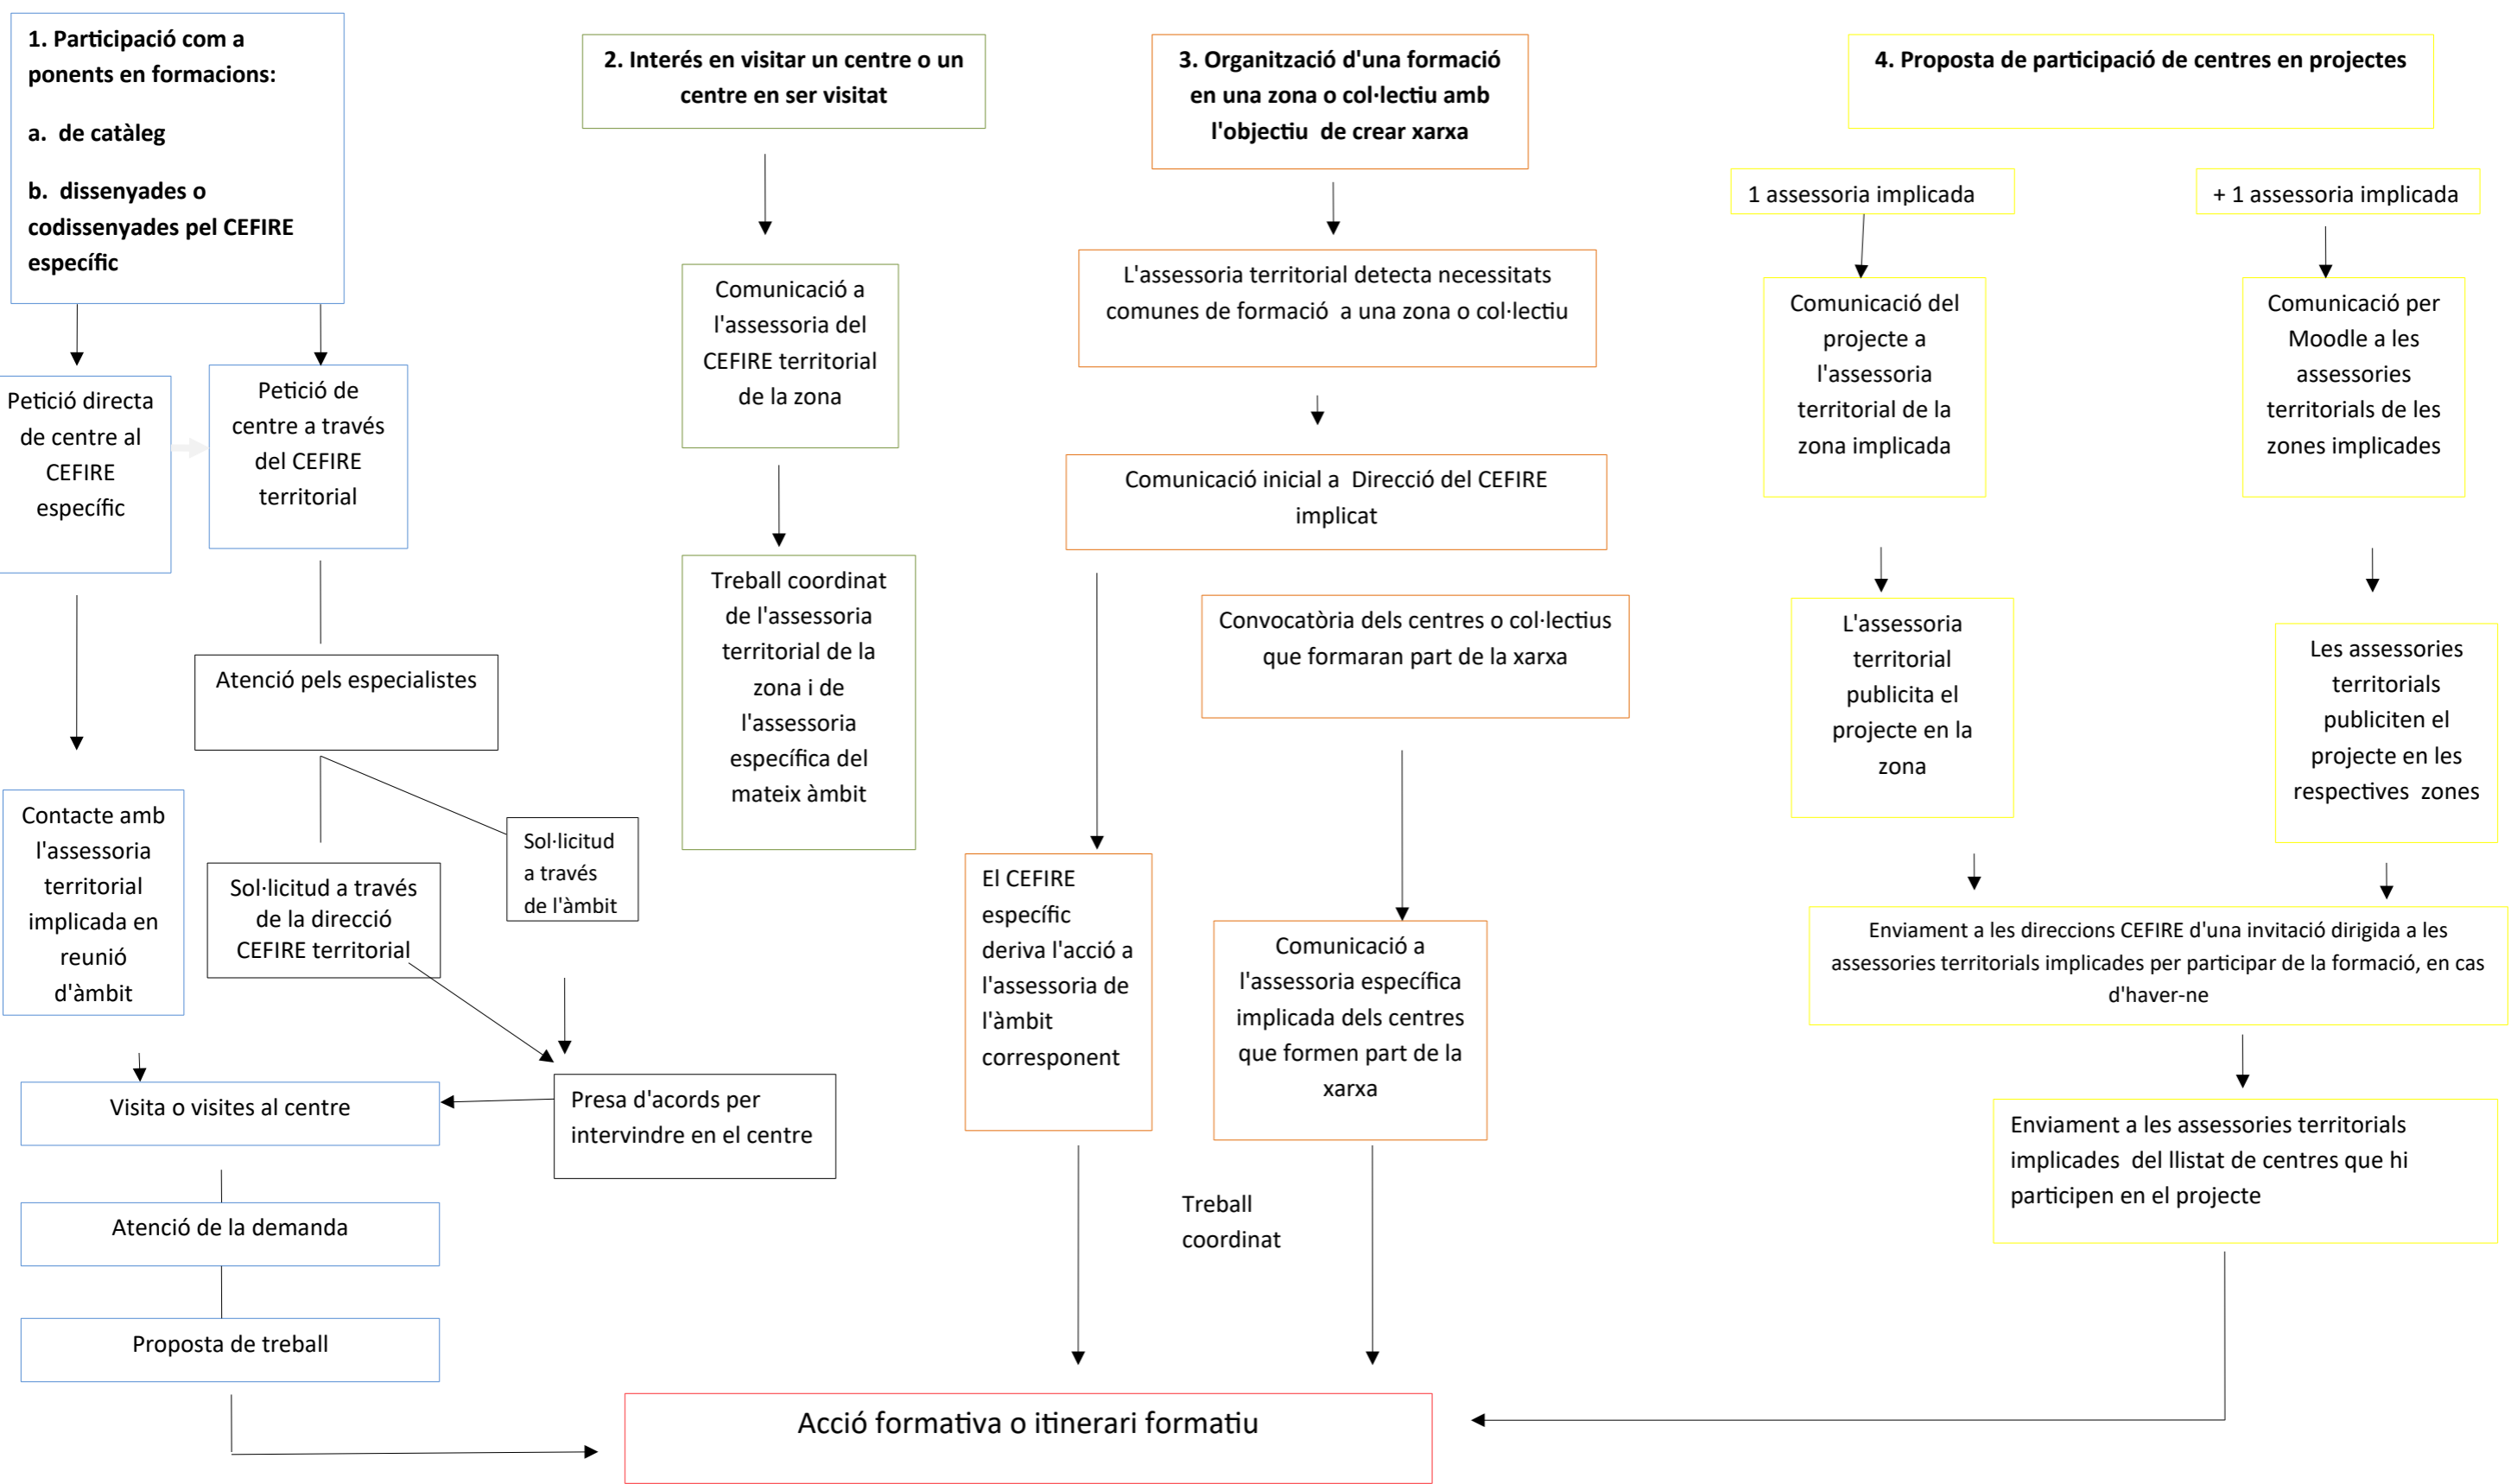 1. Participació com a
ponents en formacions:
a. de catàleg
b. dissenyades o
codissenyades pel CEFIRE
específic
Petició directa
de centre al
CEFIRE
específic
Petició de
centre a través
del CEFIRE
territorial
Atenció pels especialistes
Contacte amb
l'assessoria
territorial
implicada en
reunió
d'àmbit
Sol·licitud a través
de la direcció
CEFIRE territorial
Sol·licitud
a través
de l'àmbit
Presa d'acords per
intervindre en el centre
Visita o visites al centre
Atenció de la demanda
Proposta de treball
2. Interés en visitar un centre o un
centre en ser visitat
Comunicació a
l'assessoria del
CEFIRE territorial
de la zona
Treball coordinat
de l'assessoria
territorial de la
zona i de
l'assessoria
específica del
mateix àmbit
3. Organització d'una formació
en una zona o col·lectiu amb
l'objectiu de crear xarxa
L'assessoria territorial detecta necessitats
comunes de formació a una zona o col·lectiu
Comunicació inicial a Direcció del CEFIRE
implicat
Convocatòria dels centres o col·lectius
que formaran part de la xarxa
El CEFIRE
específic
deriva l'acció a
l'assessoria de
l'àmbit
corresponent
Comunicació a
l'assessoria específica
implicada dels centres
que formen part de la
xarxa
Treball
coordinat
4. Proposta de participació de centres en projectes
1 assessoria implicada
+ 1 assessoria implicada
Comunicació del
projecte a
l'assessoria
territorial de la
zona implicada
Comunicació per
Moodle a les
assessories
territorials de les
zones implicades
L'assessoria
territorial
publicita el
projecte en la
zona
Les assessories
territorials
publiciten el
projecte en les
respectives zones
Enviament a les direccions CEFIRE d'una invitació dirigida a les
assessories territorials implicades per participar de la formació, en cas
d'haver-ne
Enviament a les assessories territorials
implicades del llistat de centres que hi
participen en el projecte
Acció formativa o itinerari formatiu